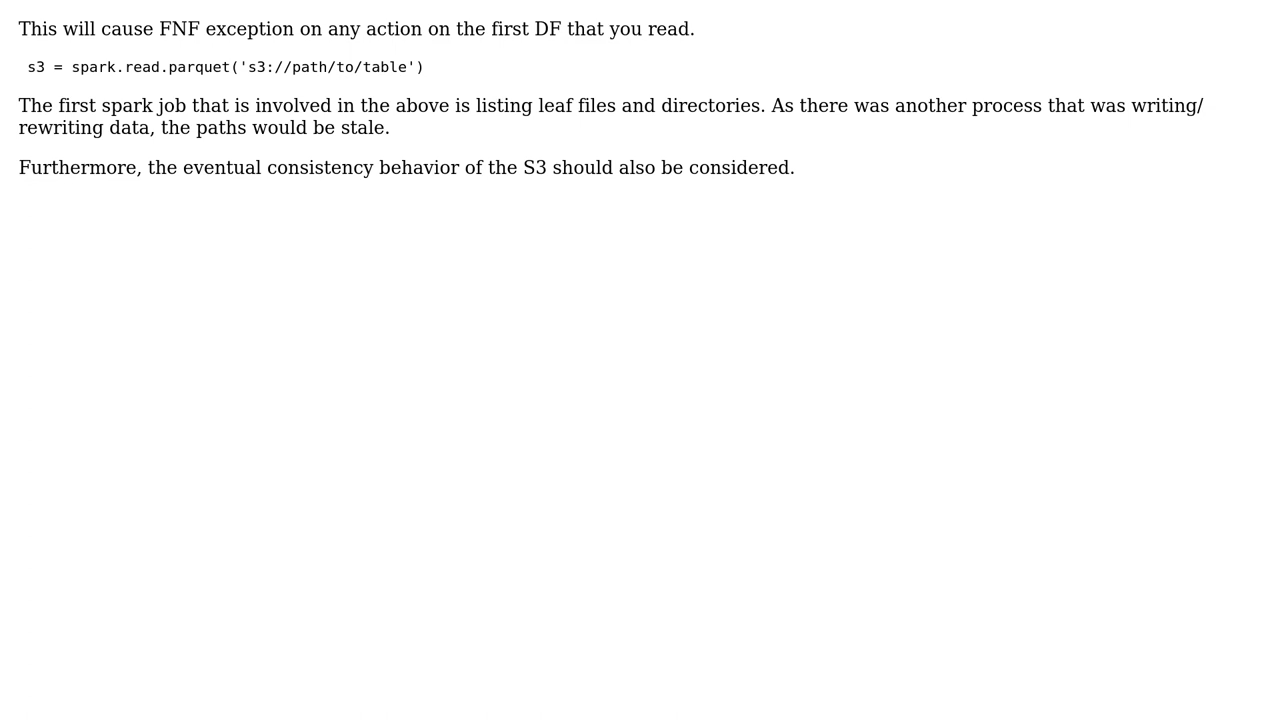 This will cause FNF exception on any action on the first DF that you read.
s3 = spark.read.parquet('s3://path/to/table')
The first spark job that is involved in the above is listing leaf files and directories. As there was another process that was writing/
rewriting data, the paths would be stale.
Furthermore, the eventual consistency behavior of the S3 should also be considered.